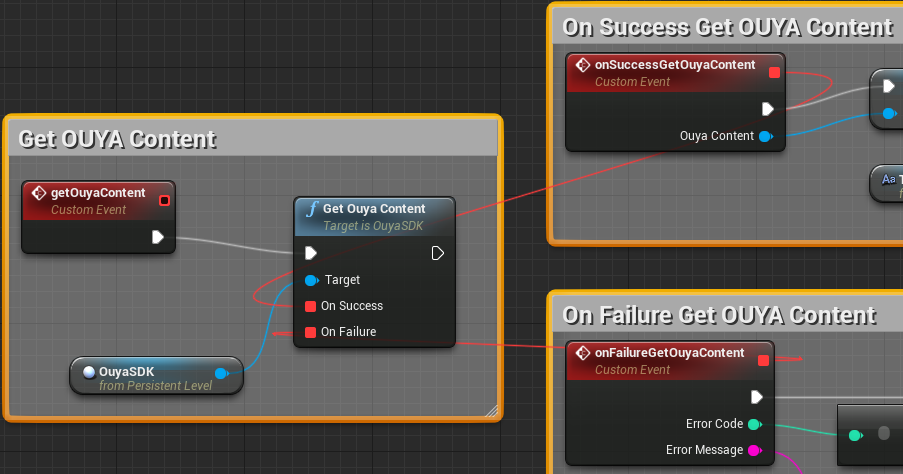 Get OUYA Content
getOuyaContent
Custom Event
Get Ouya Content
Target is OuyaSDK
Target
On Success
On Failure
OuyaSDK
from Persistent Level
On Success Get OUYA Content
onSuccessGetOuyaContent
Custom Event
Ouya Content
Aa T
On Failure Get OUYA Content
onFailureGetOuyaContent
Custom Event
Error Code
Error Message